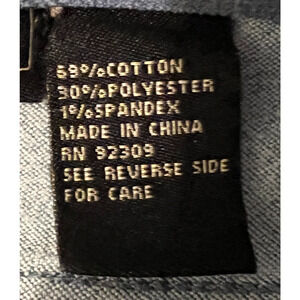 69%COTTON
30%POLYESTER
1%SPANDEX
MADE IN CHINA
RN 92309
SEE REVERSE SIDE
FOR CARE